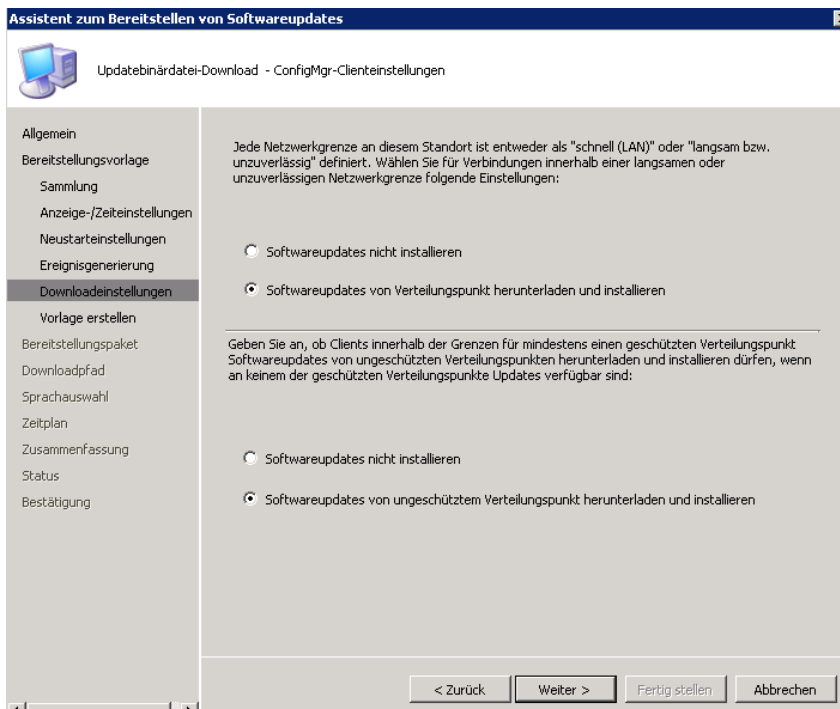 Assistent zum Bereitstellen von Softwareupdates
Updatebinärdatei-Download - ConfigMgr-Clienteinstellungen
Allgemein
Bereitstellungsvorlage
Sammlung
Anzeige-/Zeiteinstellungen
Neustarteinstellungen
Ereignisgenerierung
Downloadeinstellungen
Vorlage erstellen
Bereitstellungspaket
Downloadpfad
Sprachauswahl
Zeitplan
Zusammenfassung
Status
Bestätigung
Jede Netzwerkgrenze an diesem Standort ist entweder als "schnell (LAN)" oder "langsam bzw.
unzuverlässig" definiert. Wählen Sie für Verbindungen innerhalb einer langsamen oder
unzuverlässigen Netzwerkgrenze folgende Einstellungen:
Softwareupdates nicht installieren
Softwareupdates von Verteilungspunkt herunterladen und installieren
Geben Sie an, ob Clients innerhalb der Grenzen für mindestens einen geschützten Verteilungspunkt
Softwareupdates von ungeschützten Verteilungspunkten herunterladen und installieren dürfen, wenn
an keinem der geschützten Verteilungspunkte Updates verfügbar sind:
Softwareupdates nicht installieren
Softwareupdates von ungeschütztem Verteilungspunkt herunterladen und installieren
< Zurück
Weiter >
Fertig stellen
Abbrechen